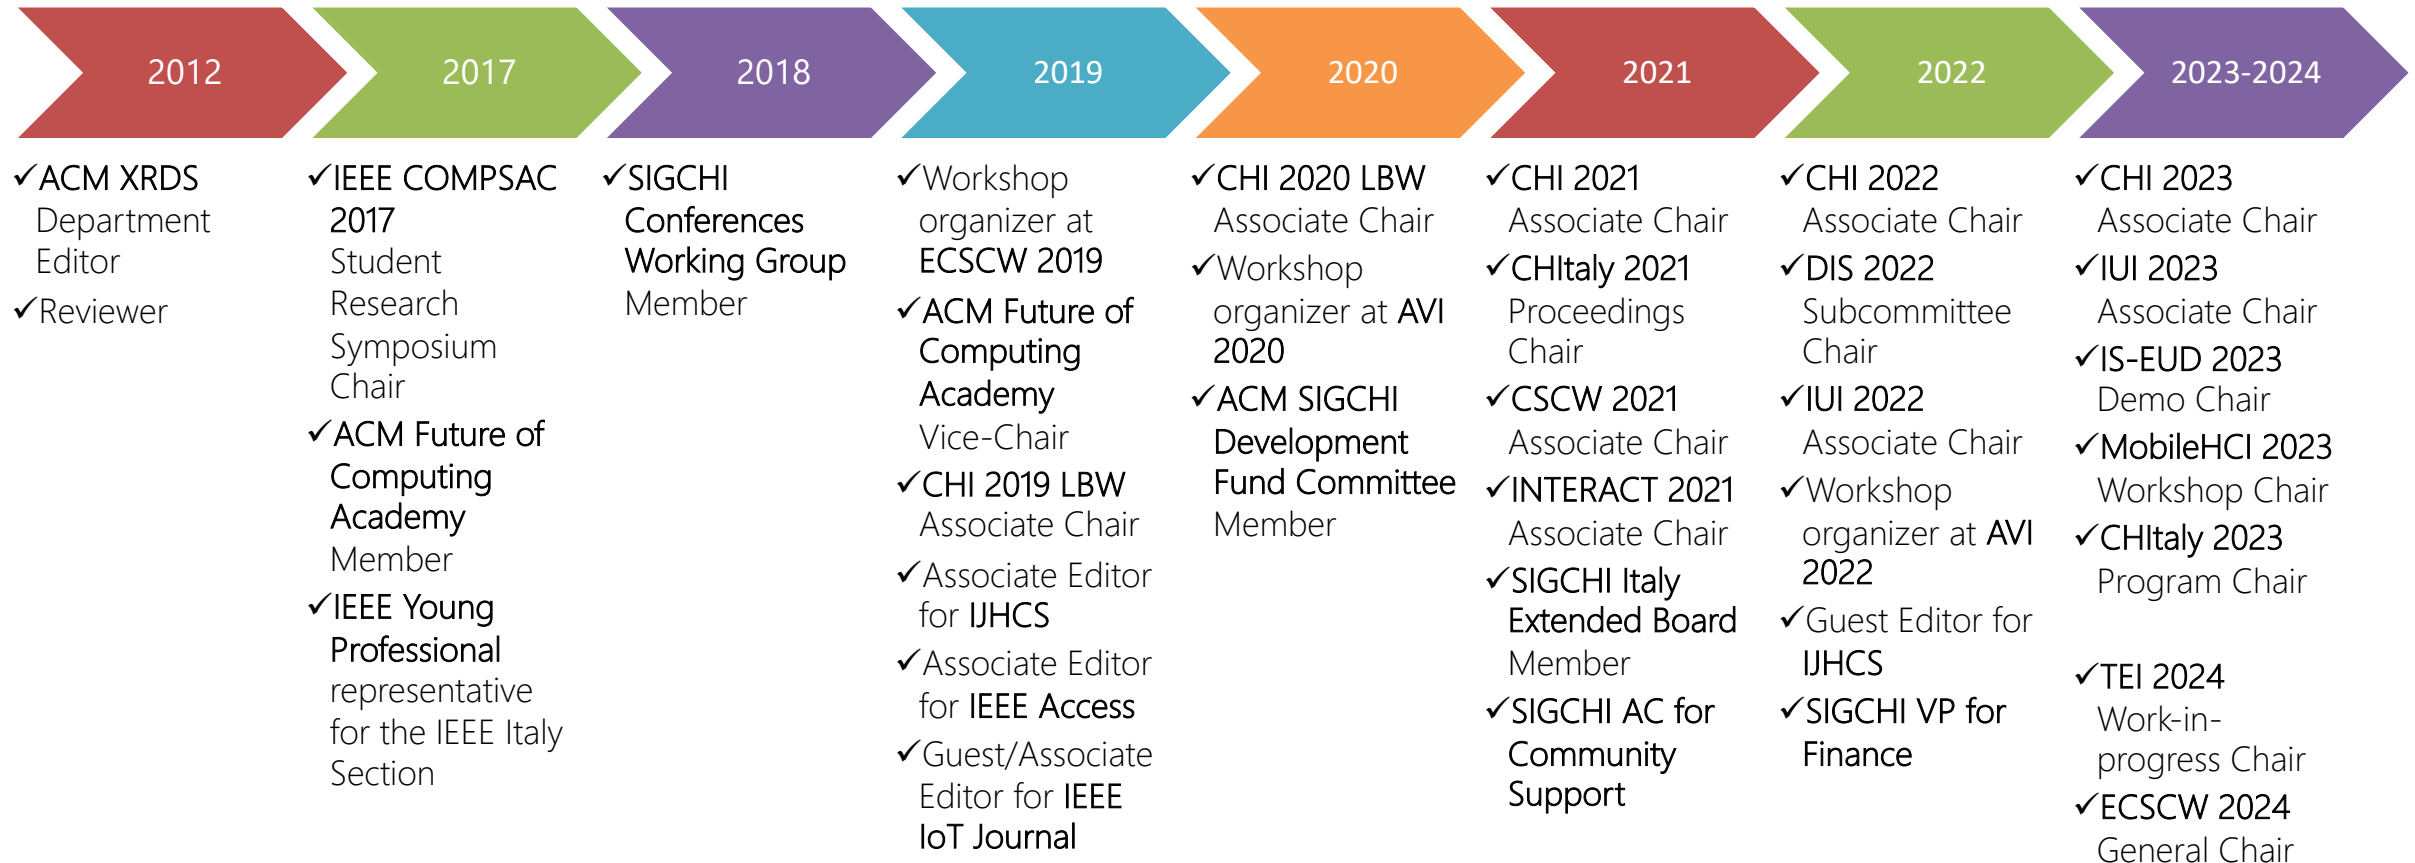 2012
2017
2018
2019
2020
2021
2022
2023-2024
✓ACM XRDS
Department
Editor
✓Reviewer
✓IEEE COMPSAC
2017
Student
Research
Symposium
Chair
✓ACM Future of
Computing
Academy
Member
✓IEEE Young
Professional
representative
for the IEEE Italy
Section
✓SIGCHI
Conferences
Working Group
Member
✓Workshop
organizer at
ECSCW 2019
✓ACM Future of
Computing
Academy
Vice-Chair
✓CHI 2019 LBW
Associate Chair
✓Associate Editor
for IJHCS
✓Associate Editor
for IEEE Access
✓Guest/Associate
Editor for IEEE
IoT Journal
✓CHI 2020 LBW
Associate Chair
✓Workshop
organizer at AVI
2020
✓ACM SIGCHI
Development
Fund Committee
Member
✓CHI 2021
Associate Chair
✓CHItaly 2021
Proceedings
Chair
✓CSCW 2021
Associate Chair
✓INTERACT 2021
Associate Chair
✓SIGCHI Italy
Extended Board
Member
✓SIGCHI AC for
Community
Support
✓CHI 2022
Associate Chair
✓DIS 2022
Subcommittee
Chair
✓IUI 2022
Associate Chair
✓Workshop
organizer at AVI
2022
✓Guest Editor for
IJHCS
✓SIGCHI VP for
Finance
✓CHI 2023
Associate Chair
✓IUI 2023
Associate Chair
✓IS-EUD 2023
Demo Chair
✓MobileHCI 2023
Workshop Chair
✓CHItaly 2023
Program Chair
✓TEI 2024
Work-in-
progress Chair
✓ECSCW 2024
General Chair